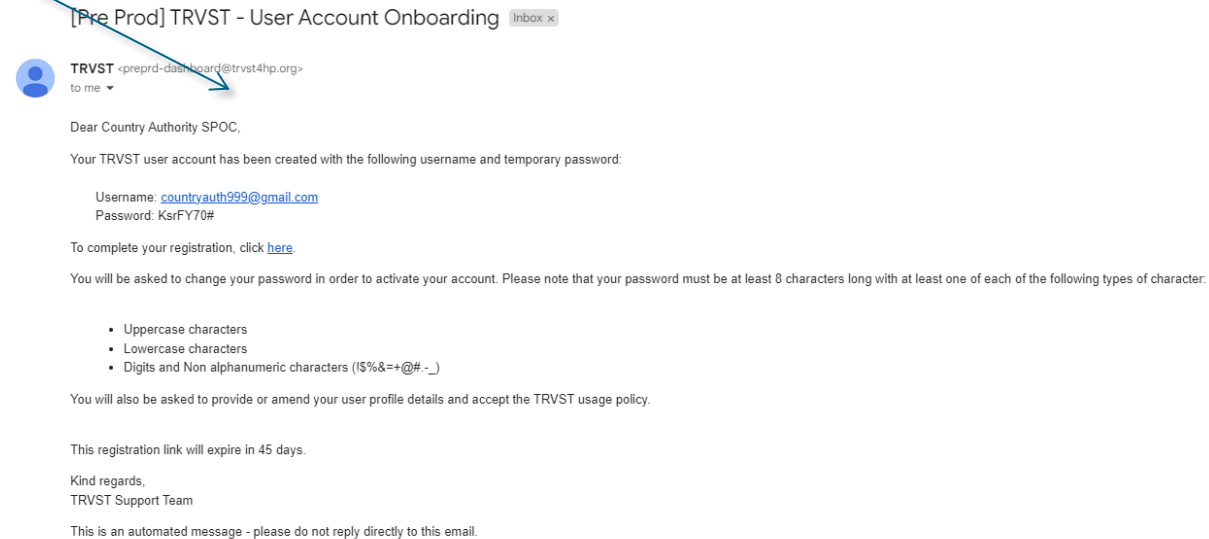 [Pre Prod] TRVST - User Account Onboarding Inbox ×
TRVST <preprd-dashboard@trvst4hp.org>
to me
Dear Country Authority SPOC,
Your TRVST user account has been created with the following username and temporary password:
Username: countryauth999@gmail.com
Password: KsrFY70#
To complete your registration, click here.
You will be asked to change your password in order to activate your account. Please note that your password must be at least 8 characters long with at least one of each of the following types of character:
• Uppercase characters
• Lowercase characters
• Digits and Non alphanumeric characters (!$%&=+@#.-_)
You will also be asked to provide or amend your user profile details and accept the TRVST usage policy.
This registration link will expire in 45 days.
Kind regards,
TRVST Support Team
This is an automated message - please do not reply directly to this email.